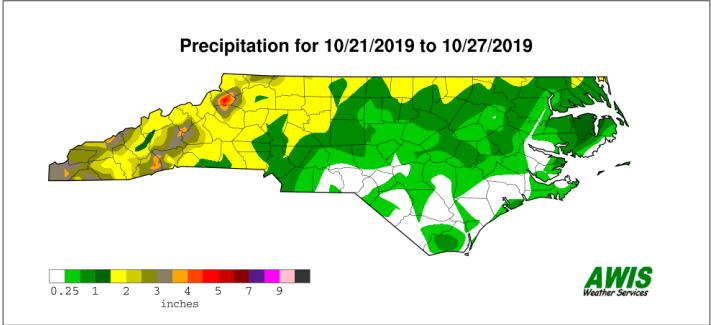 Precipitation for 10/21/2019 to 10/27/2019
0.25 1 2 3 4 5 7 9
inches
AWIS
Weather Services